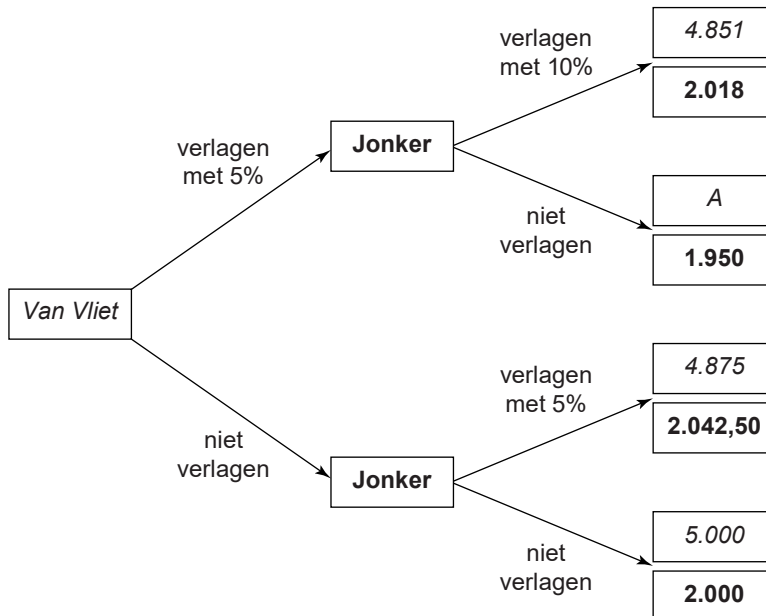 verlagen
met 10%
4.851
2.018
verlagen
met 5%
Jonker
niet
verlagen
A
1.950
Van Vliet
niet
verlagen
Jonker
verlagen
met 5%
4.875
2.042,50
niet
verlagen
5.000
2.000